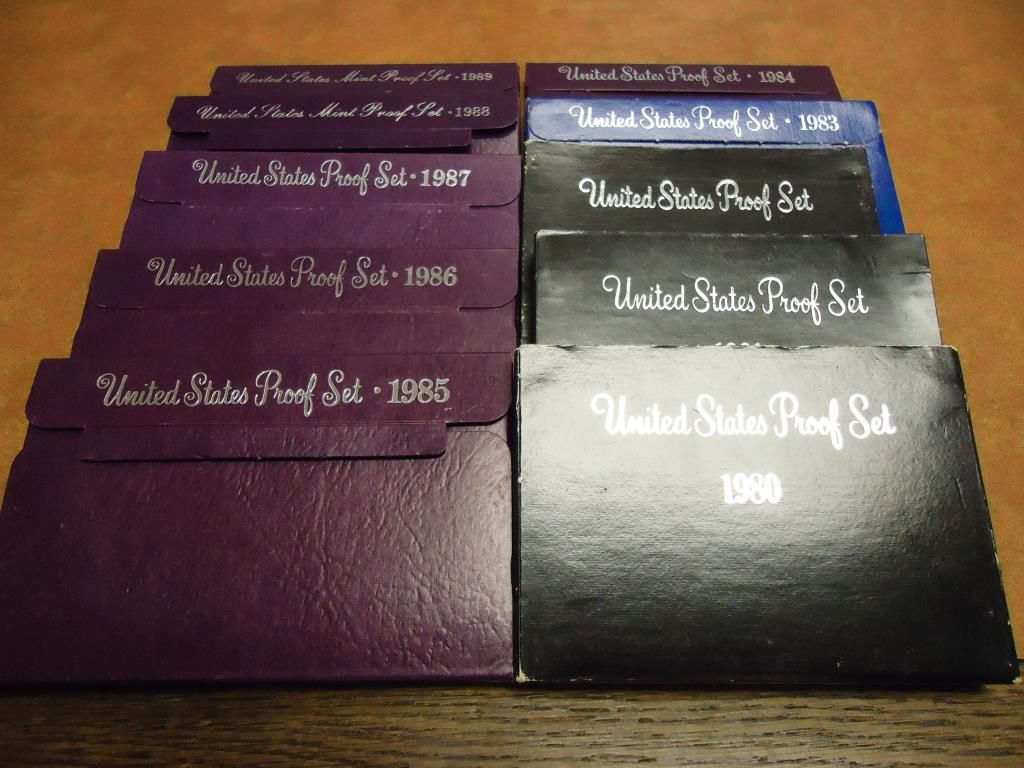 United States Mint Proof Set · 1989
United States Mint Proof Set · 1988
United States Proof Set · 1987
United States Proof Set · 1986
United States Proof Set · 1985
United States Proof Set · 1984
United States Proof Set · 1983
United States Proof Set
United States Proof Set
United States Proof Set
1980